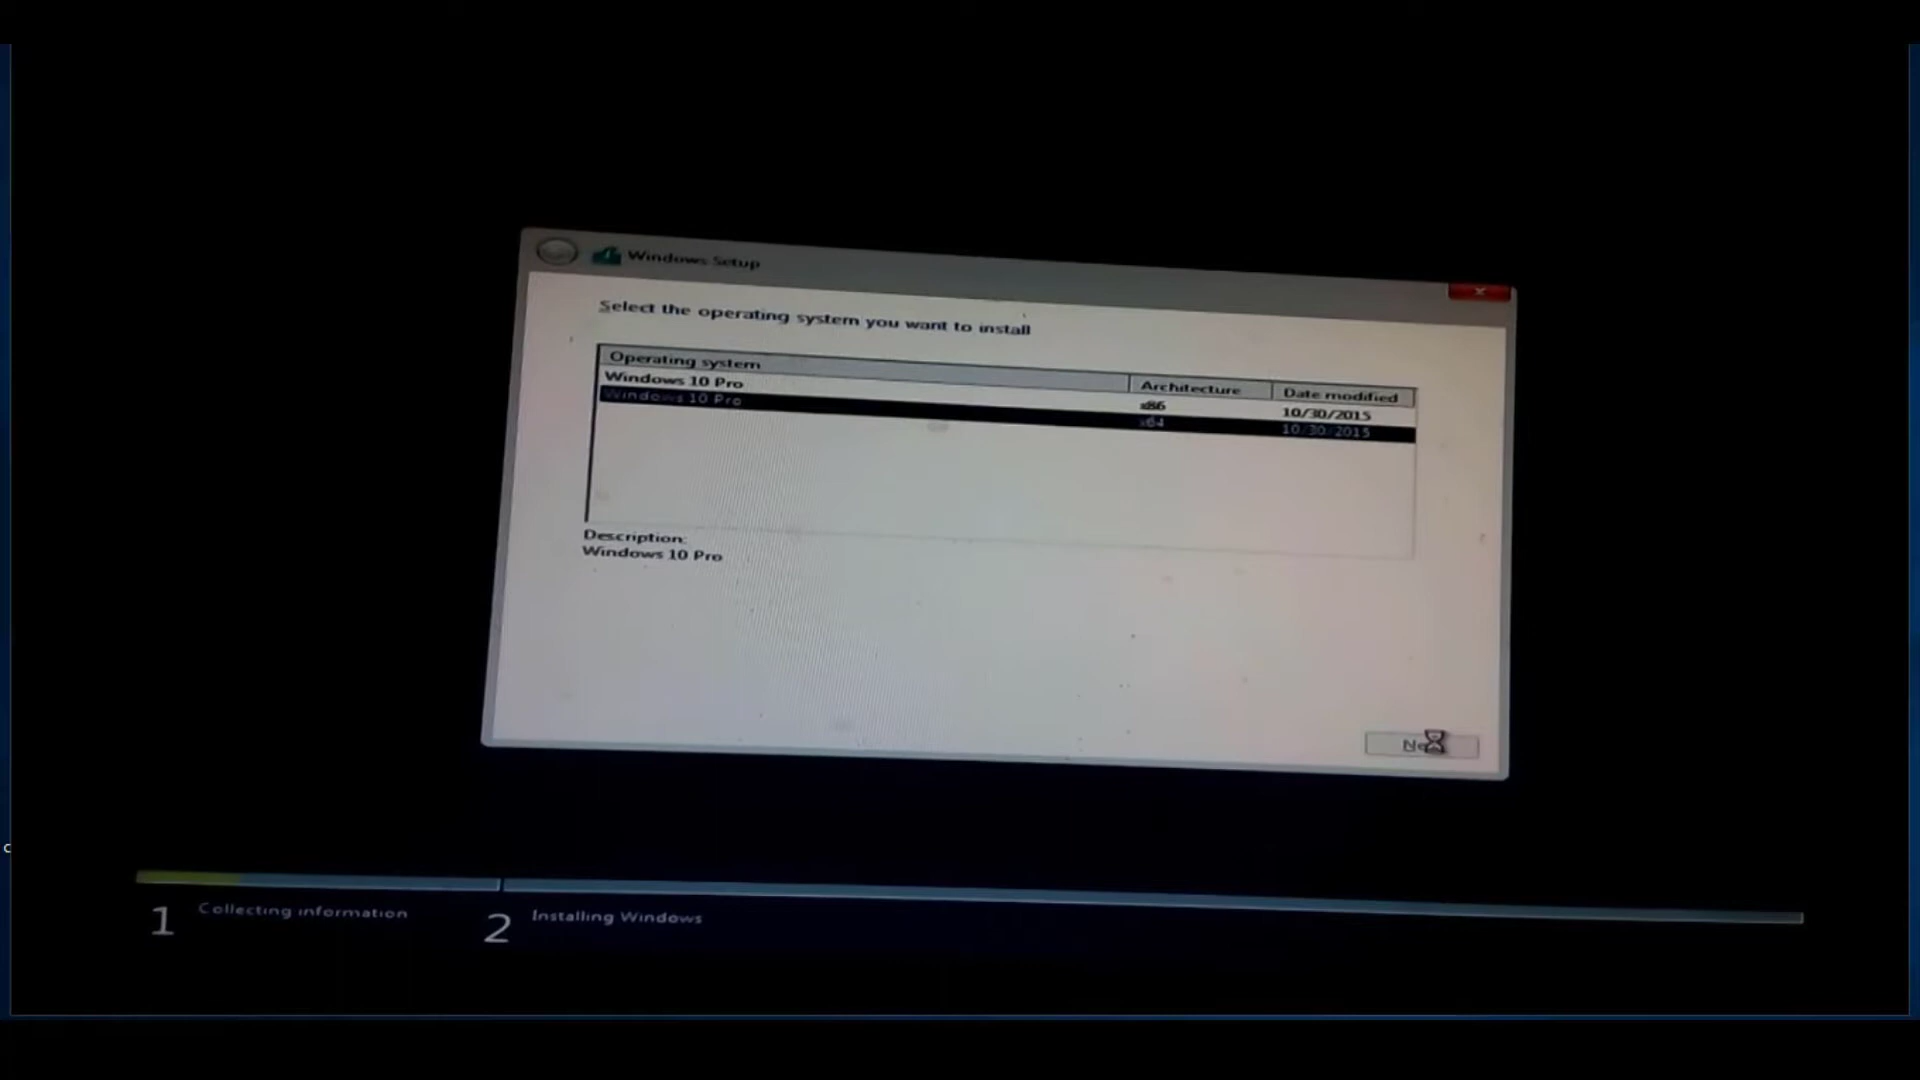 Windows Setup
Select the operating system you want to install
Operating system Architecture Date modified
Windows 10 Pro x86 10/30/2015
Windows 10 Pro x64 10/30/2015
Description:
Windows 10 Pro
1 Collecting information 2 Installing Windows